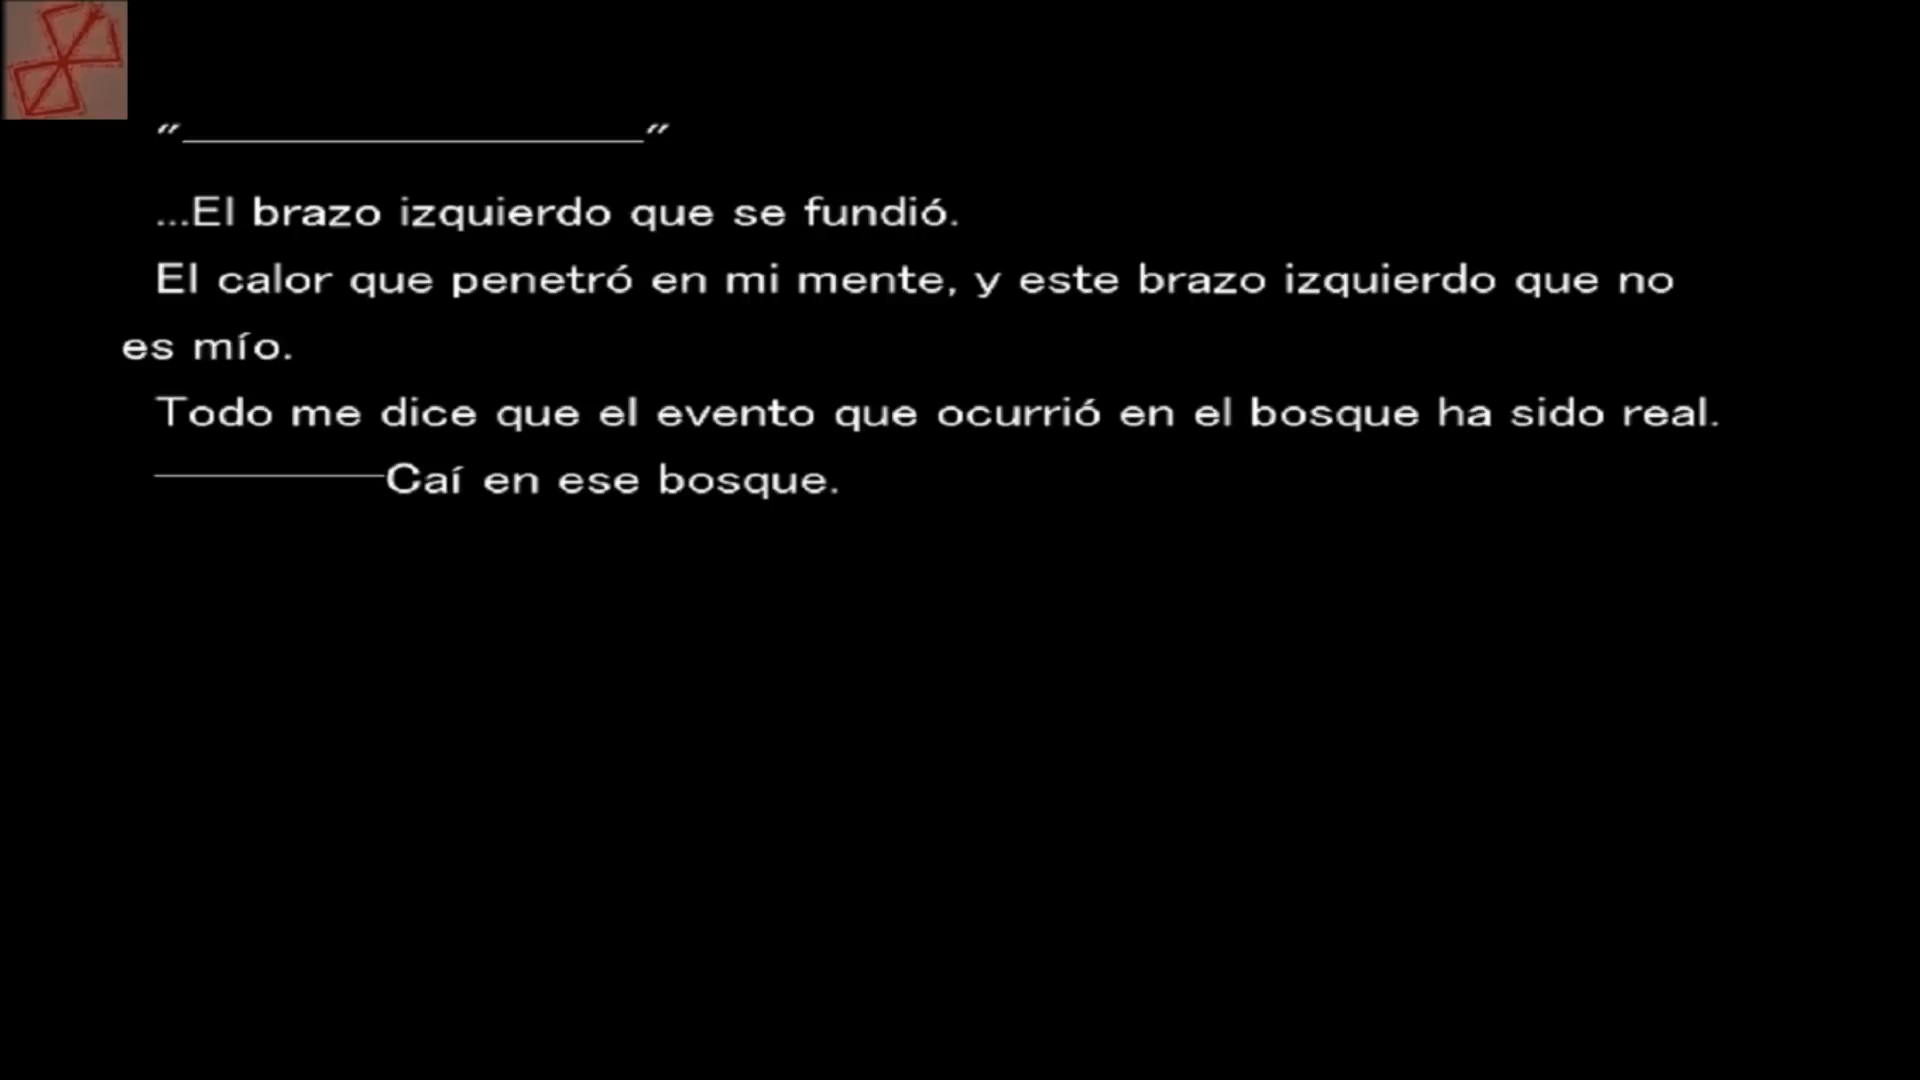 “――――――――――”
...El brazo izquierdo que se fundió.
El calor que penetró en mi mente, y este brazo izquierdo que no
es mío.
Todo me dice que el evento que ocurrió en el bosque ha sido real.
―――――Caí en ese bosque.